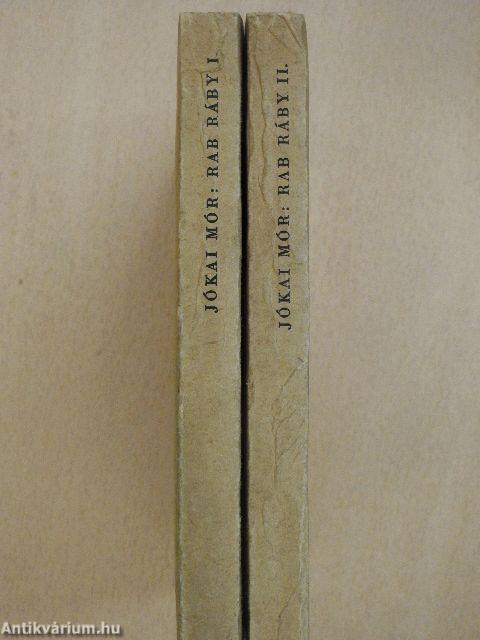 JÓKAI MÓR: RAB RÁBY I.
JÓKAI MÓR: RAB RÁBY II.
Antikvárium.hu